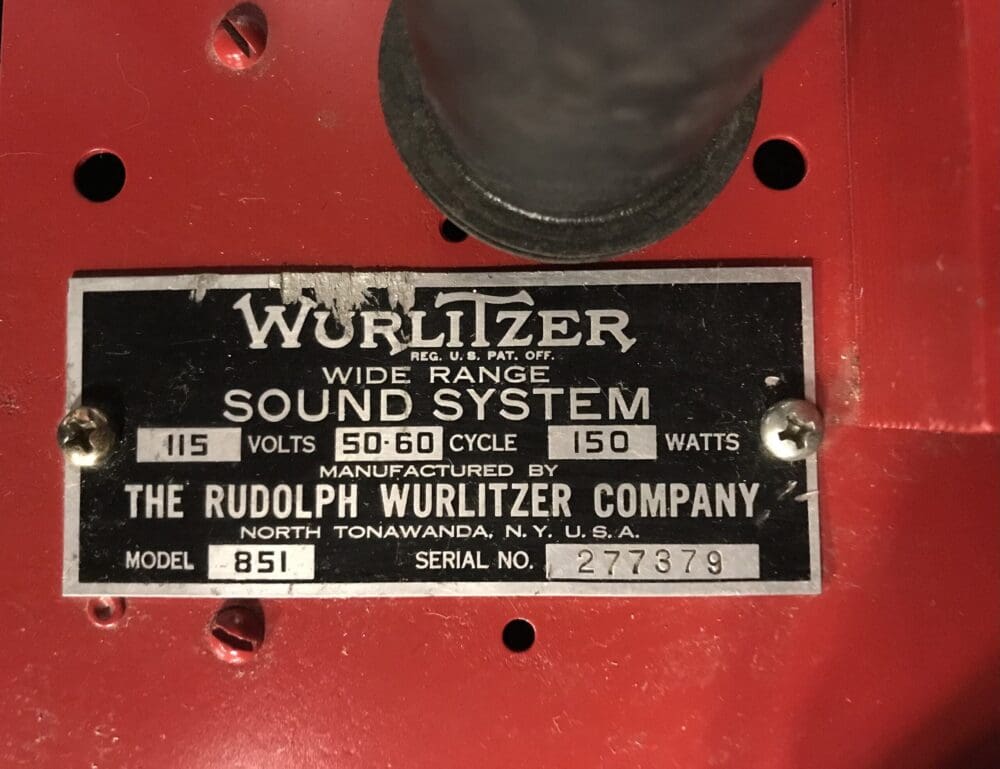 WURLITZER
REG. U. S. PAT. OFF.
WIDE RANGE
SOUND SYSTEM
115 VOLTS 50-60 CYCLE 150 WATTS
MANUFACTURED BY
THE RUDOLPH WURLITZER COMPANY
NORTH TONAWANDA, N. Y. U. S. A.
MODEL 851 SERIAL NO. 277379